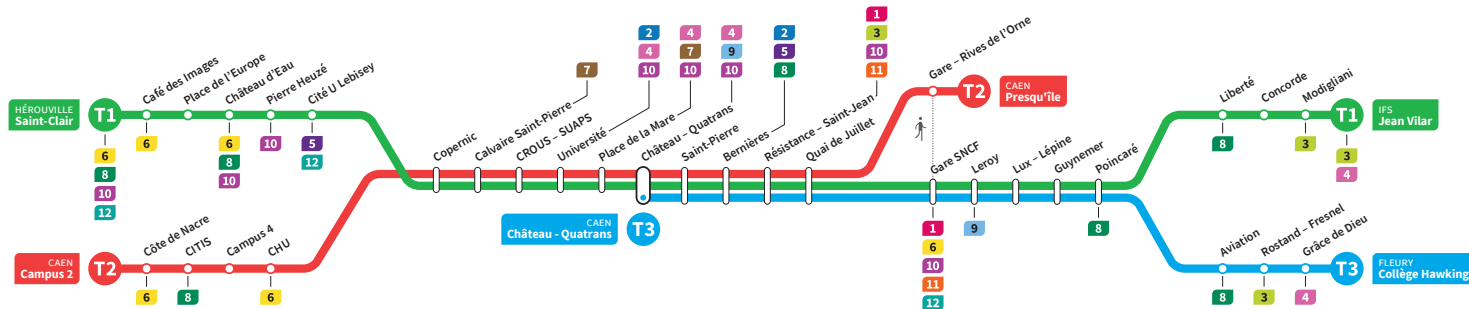 HÉROUVILLE
Saint-Clair
T1
6
8
10
12
Café des Images
6
Place de l'Europe
Château d'Eau
6
8
10
Pierre Heuzé
10
Cité U Lebisey
5
12
CAEN
Campus 2
T2
Côte de Nacre
6
CITIS
8
Campus 4
CHU
6
Copernic
Calvaire Saint-Pierre
7
CROUS – SUAPS
Université
2
4
10
Place de la Mare
4
7
10
Château – Quatrans
4
9
10
CAEN
Château - Quatrans
T3
Saint-Pierre
Bernières
2
5
8
Résistance – Saint-Jean
1
3
10
11
Quai de Juillet
Gare – Rives de l'Orne
T2
CAEN
Presqu'île
Gare SNCF
1
6
10
11
12
Leroy
9
Lux – Lépine
Guynemer
Poincaré
8
Liberté
8
Concorde
Modigliani
3
T1
IFS
Jean Vilar
3
4
Aviation
8
Rostand – Fresnel
3
Grâce de Dieu
4
T3
FLEURY
Collège Hawking